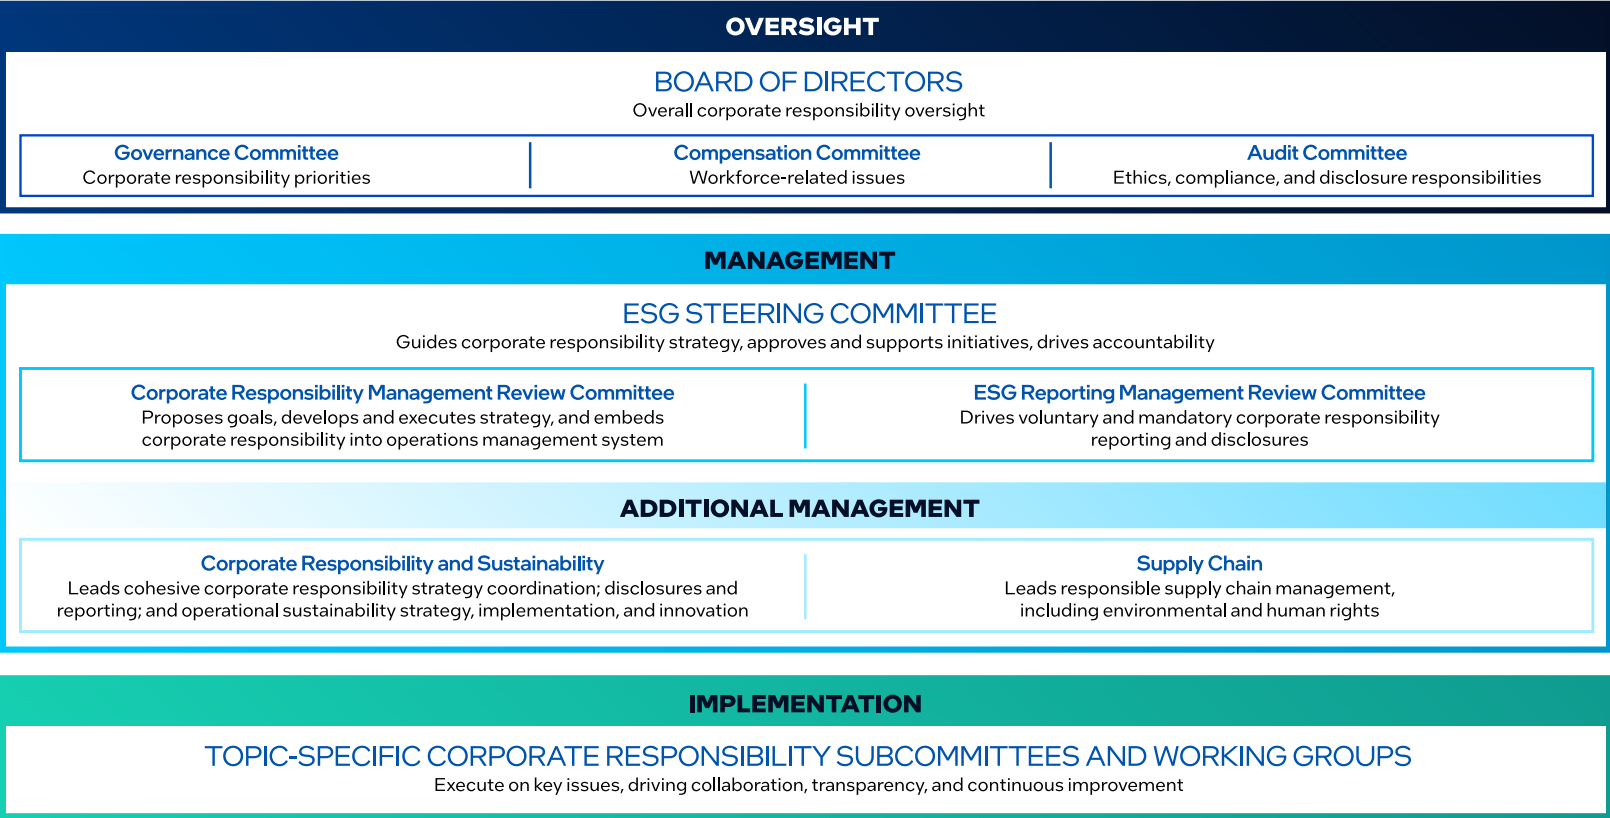 OVERSIGHT
BOARD OF DIRECTORS
Overall corporate responsibility oversight
Governance Committee
Corporate responsibility priorities
Compensation Committee
Workforce-related issues
Audit Committee
Ethics, compliance, and disclosure responsibilities
MANAGEMENT
ESG STEERING COMMITTEE
Guides corporate responsibility strategy, approves and supports initiatives, drives accountability
Corporate Responsibility Management Review Committee
Proposes goals, develops and executes strategy, and embeds
corporate responsibility into operations management system
ESG Reporting Management Review Committee
Drives voluntary and mandatory corporate responsibility
reporting and disclosures
ADDITIONAL MANAGEMENT
Corporate Responsibility and Sustainability
Leads cohesive corporate responsibility strategy coordination; disclosures and
reporting; and operational sustainability strategy, implementation, and innovation
Supply Chain
Leads responsible supply chain management,
including environmental and human rights
IMPLEMENTATION
TOPIC-SPECIFIC CORPORATE RESPONSIBILITY SUBCOMMITTEES AND WORKING GROUPS
Execute on key issues, driving collaboration, transparency, and continuous improvement